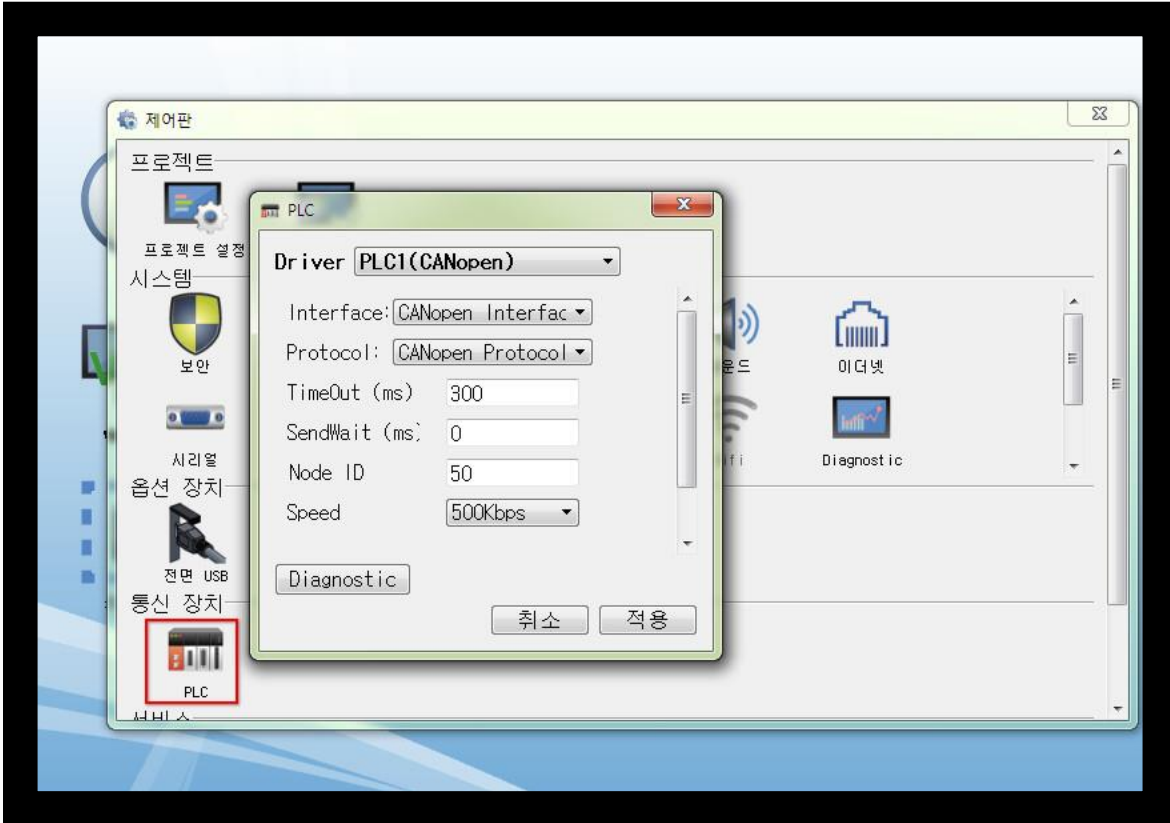 제어판
프로젝트
프로젝트 설정
시스템
보안
이더넷
시리얼
Diagnostic
옵션 장치
전면 USB
통신 장치
PLC
서비스
PLC
Driver PLC1(CANopen)
Interface: CANopen Interfac
Protocol: CANopen Protocol
TimeOut (ms) 300
SendWait (ms) 0
Node ID 50
Speed 500Kbps
Diagnostic
취소 적용